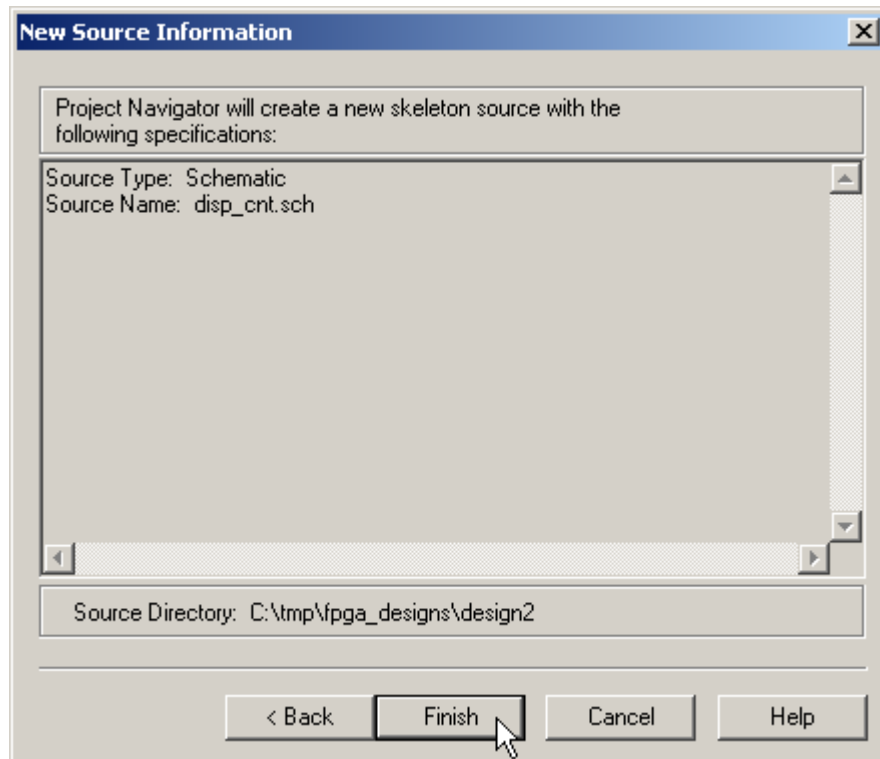 New Source Information
Project Navigator will create a new skeleton source with the
following specifications:
Source Type: Schematic
Source Name: disp_cnt.sch
Source Directory: C:\tmp\fpga_designs\design2
< Back
Finish
Cancel
Help